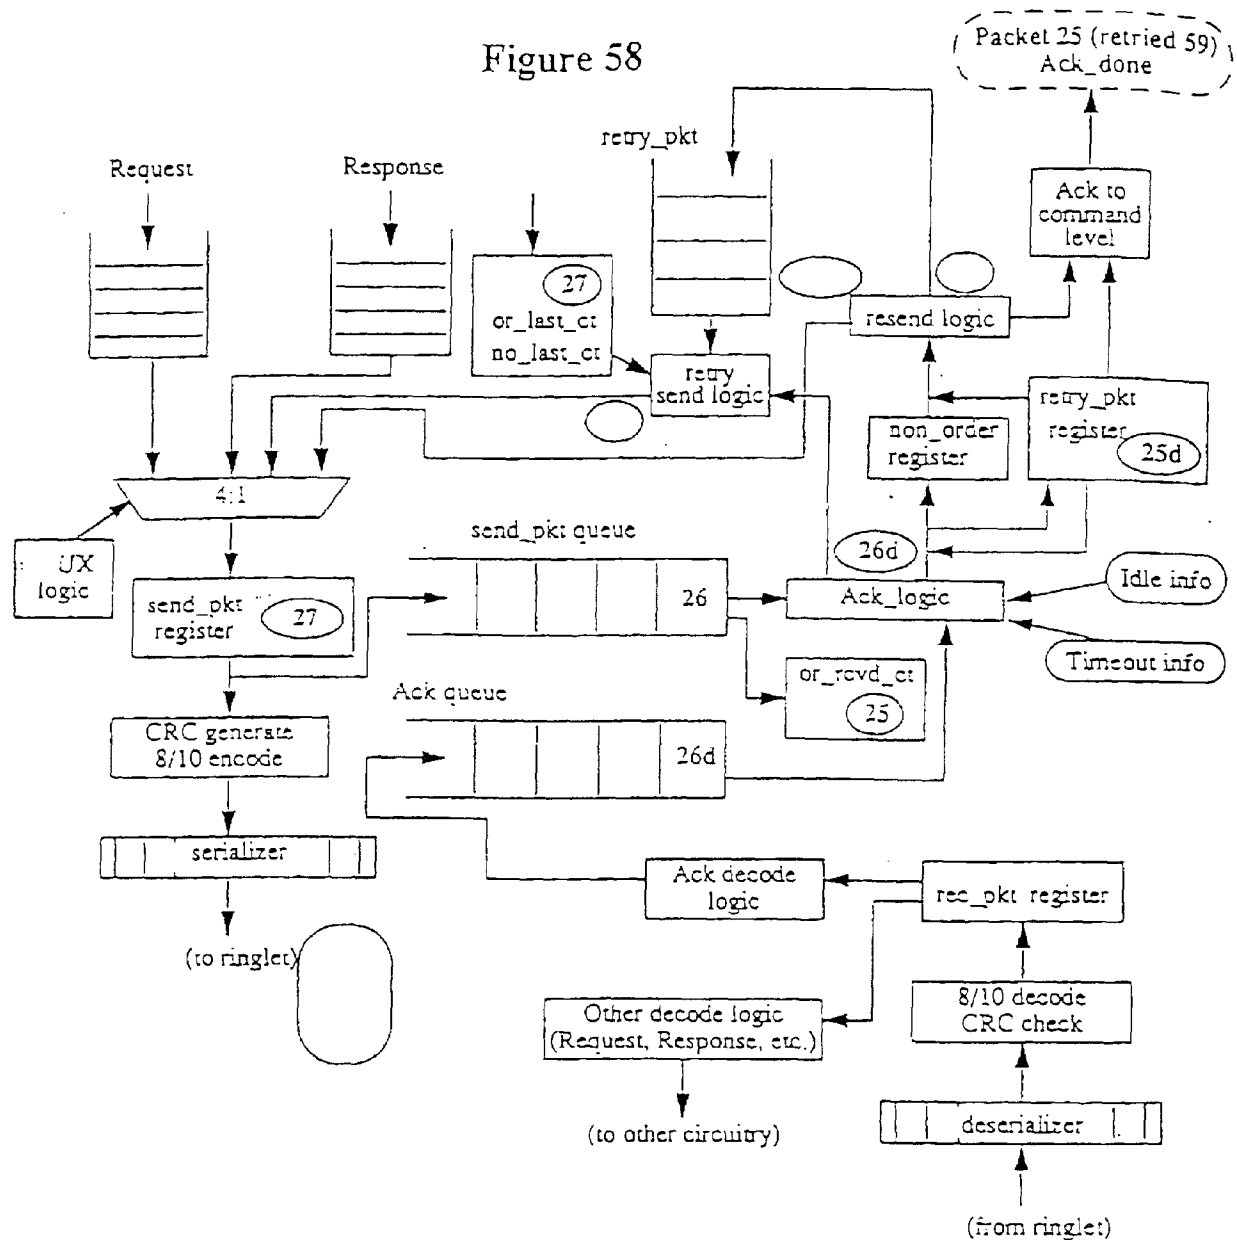 Figure 58
Packet 25 (retried 59)
Ack_done
Request
Response
retry_pkt
Ack to
command
level
27
or_last_ct
no_last_ct
resend logic
retry
send logic
retry_pkt
register
25d
non_order
register
4:1
UX
logic
send_pkt queue
26d
Idle info
send_pkt
register
27
26
Ack_logic
Timeout info
or_rcvd_ct
25
Ack queue
CRC generate
8/10 encode
26d
serializer
Ack decode
logic
rec_pkt register
(to ringlet)
8/10 decode
CRC check
Other decode logic
(Request, Response, etc.)
deserializer
(to other circuitry)
(from ringlet)